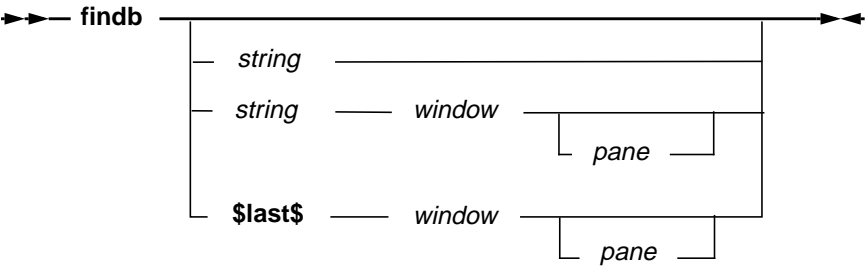 findb
string
string window
pane
$last$ window
pane